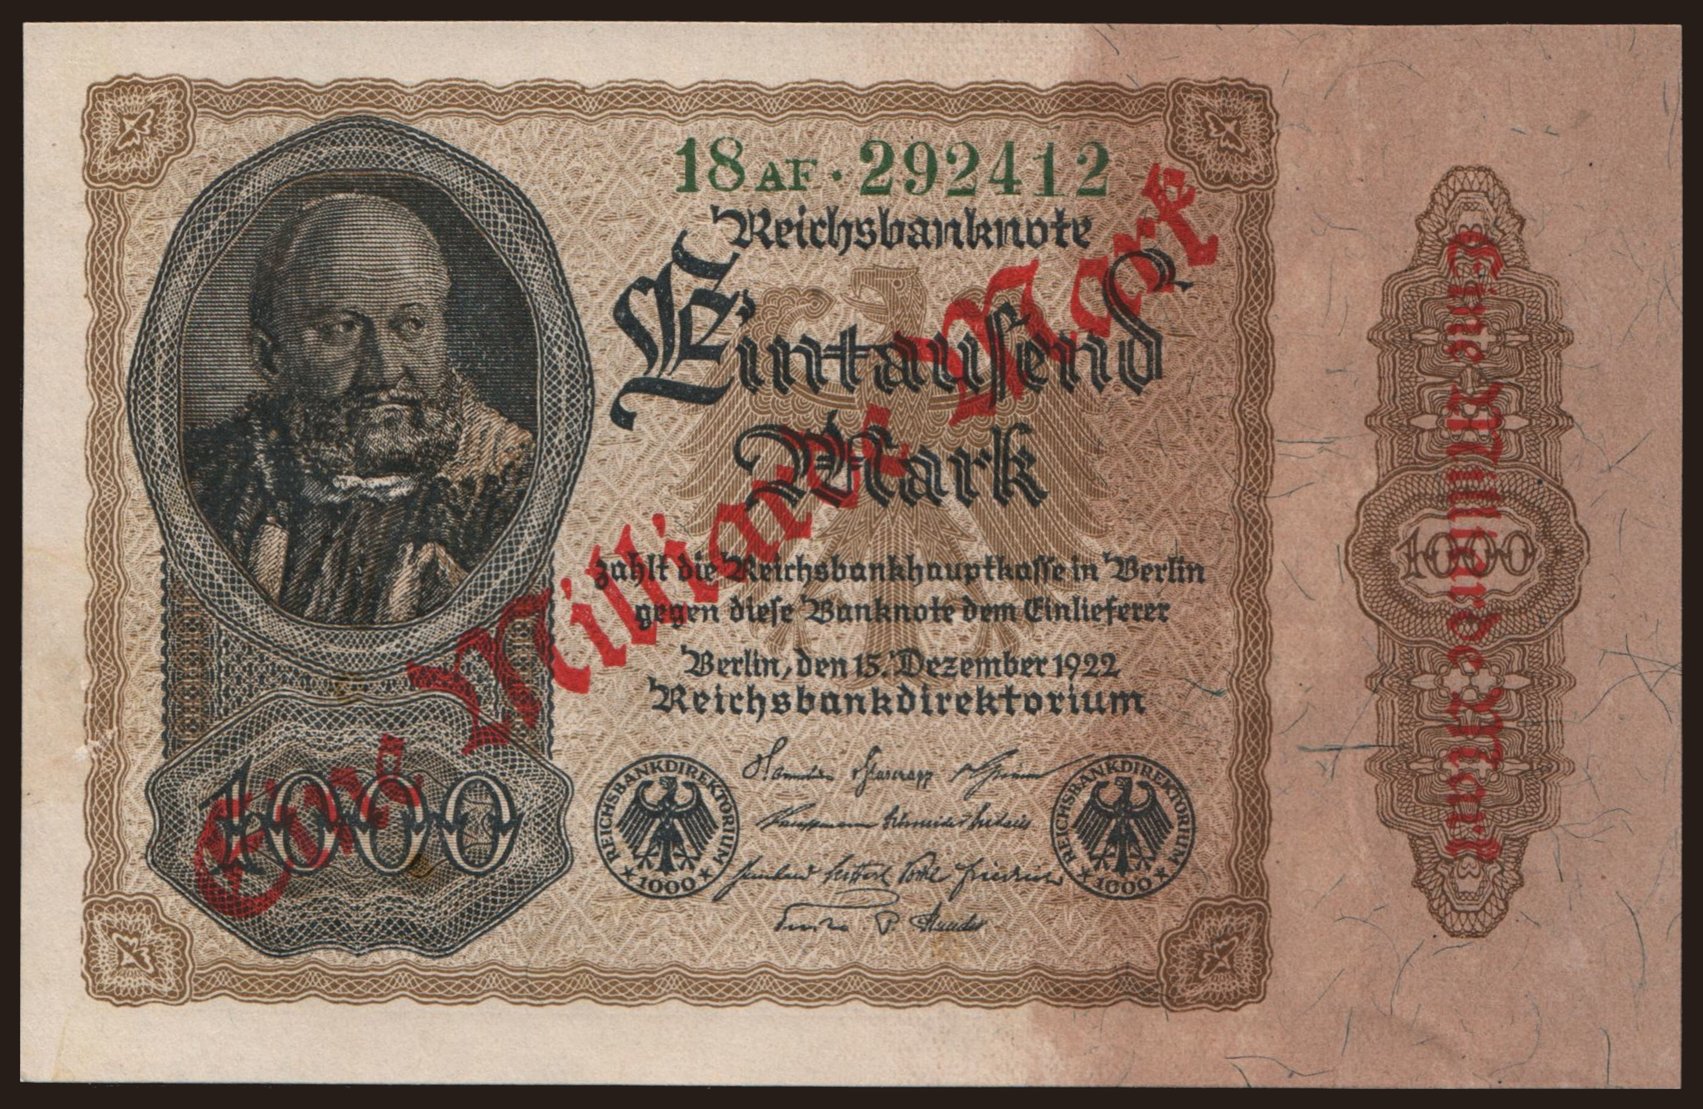 18 AF · 292412
Reichsbanknote
Eintausend
Mark
zahlt die Reichsbankhauptkasse in Berlin
gegen diese Banknote dem Einlieferer
Berlin, den 15. Dezember 1922
Reichsbankdirektorium
Eine Milliarde Mark
1000
REICHSBANKDIREKTORIUM
★ 1000 ★
REICHSBANKDIREKTORIUM
★ 1000 ★
Eine Milliarde Mark
1000